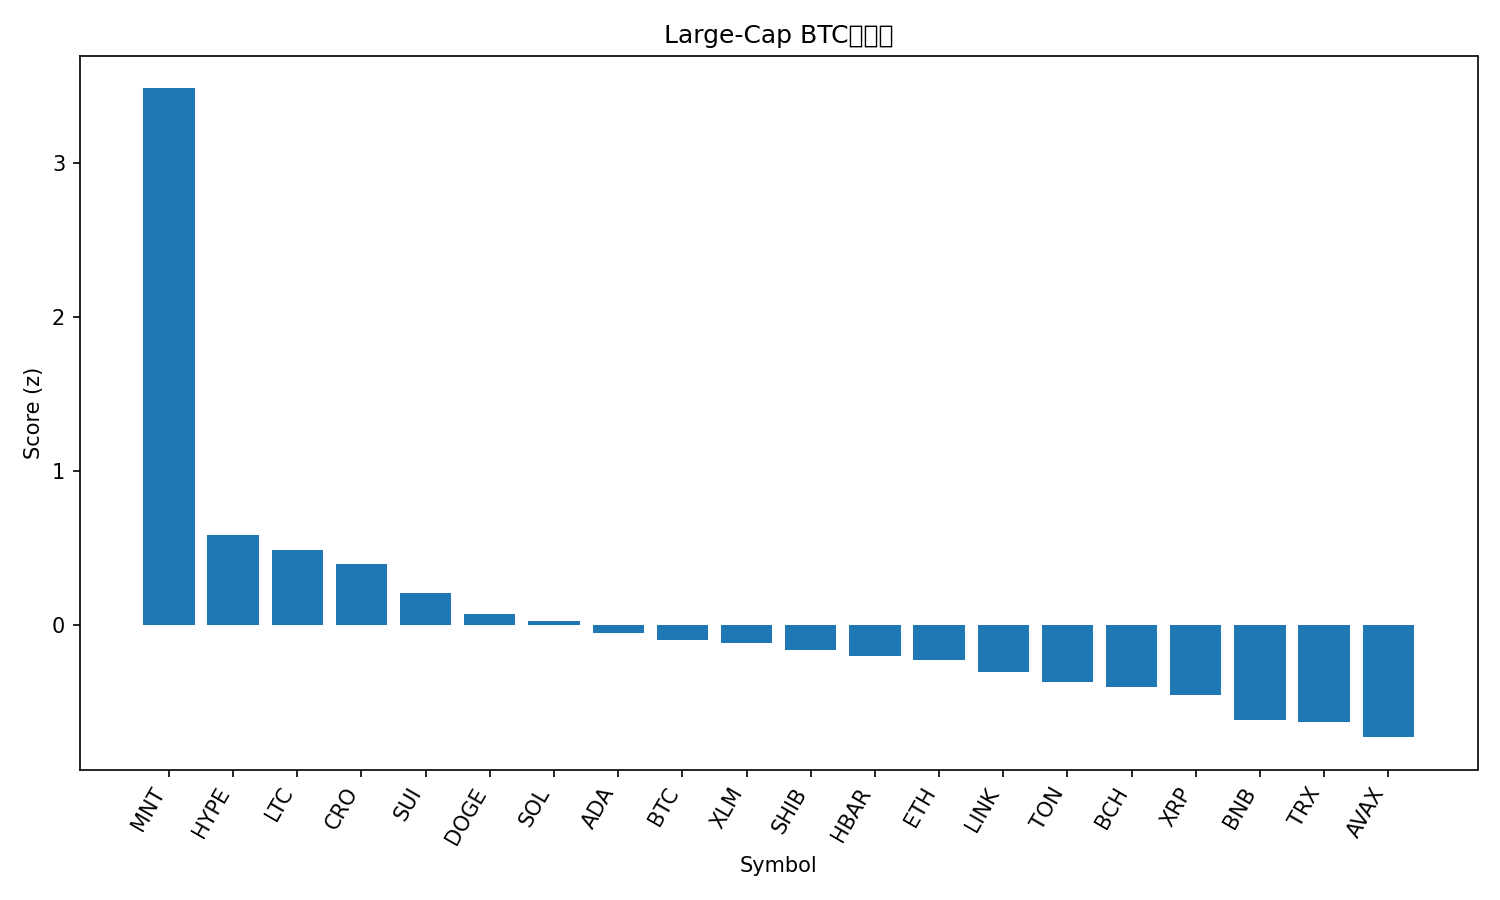 Large-Cap BTC
3
2
1
0
Score (z)
MNT
HYPE
LTC
CRO
SUI
DOGE
SOL
ADA
BTC
XLM
SHIB
HBAR
ETH
LINK
TON
BCH
XRP
BNB
TRX
AVAX
Symbol